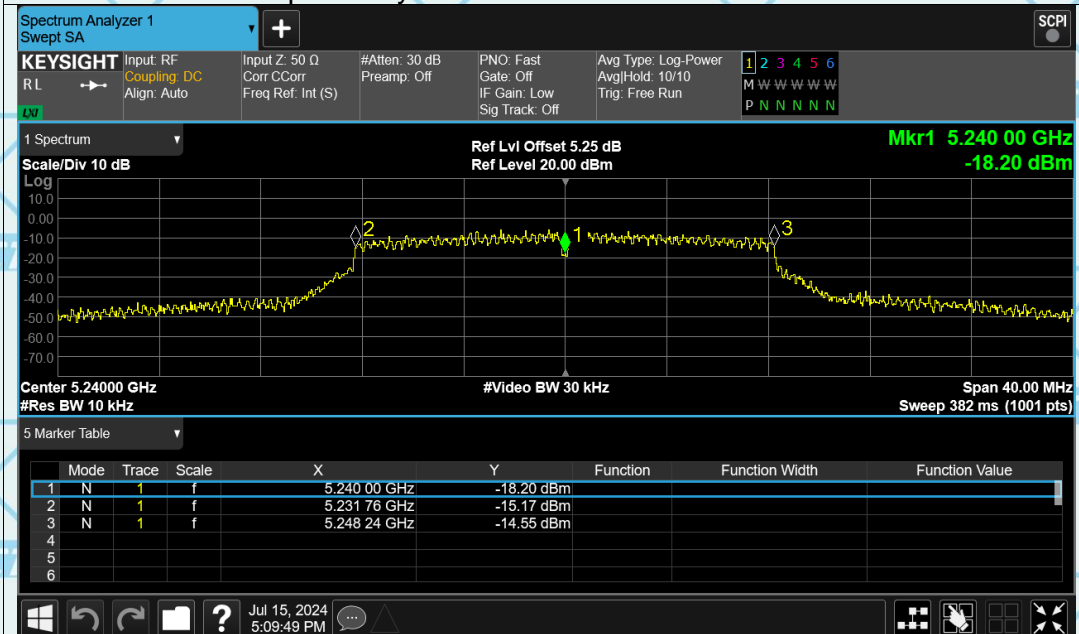 Spectrum Analyzer 1
Swept SA
+
SCPI
KEYSIGHT
RL
LXI
Input: RF
Coupling: DC
Align: Auto
Input Z: 50 Ω
Corr CCorr
Freq Ref: Int (S)
#Atten: 30 dB
Preamp: Off
PNO: Fast
Gate: Off
IF Gain: Low
Sig Track: Off
Avg Type: Log-Power
Avg|Hold: 10/10
Trig: Free Run
1 2 3 4 5 6
M W W W W W
P N N N N N
1 Spectrum
Scale/Div 10 dB
Ref Lvl Offset 5.25 dB
Ref Level 20.00 dBm
Mkr1 5.240 00 GHz
-18.20 dBm
Log
10.0
0.00
-10.0
-20.0
-30.0
-40.0
-50.0
-60.0
-70.0
2
1
3
Center 5.24000 GHz
#Res BW 10 kHz
#Video BW 30 kHz
Span 40.00 MHz
Sweep 382 ms (1001 pts)
5 Marker Table
Mode Trace Scale X Y Function Function Width Function Value
1 N 1 f 5.240 00 GHz -18.20 dBm
2 N 1 f 5.231 76 GHz -15.17 dBm
3 N 1 f 5.248 24 GHz -14.55 dBm
4
5
6
?
Jul 15, 2024
5:09:49 PM